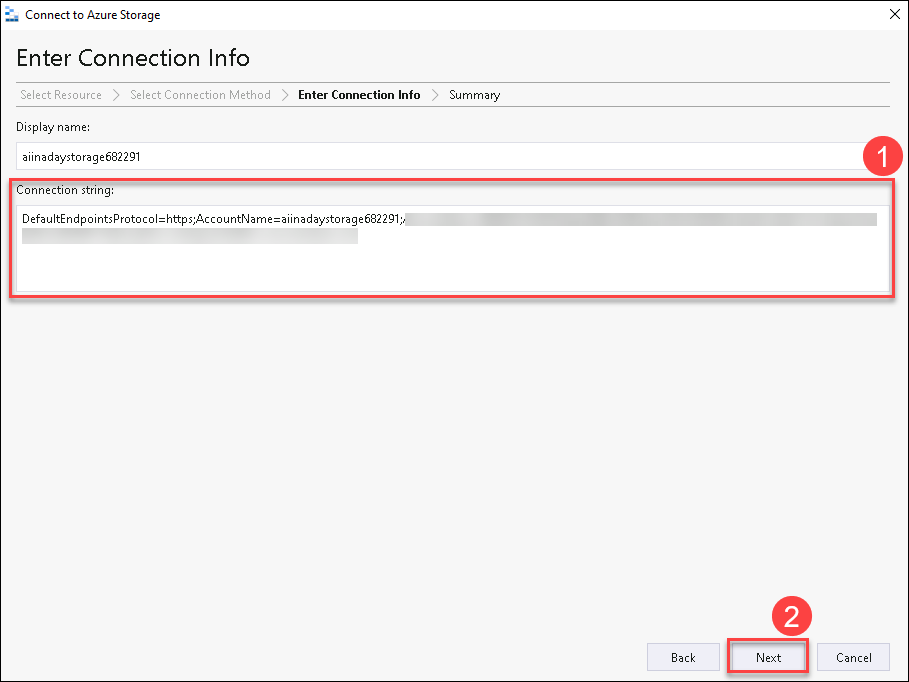 Connect to Azure Storage
Enter Connection Info
Select Resource
Select Connection Method
Enter Connection Info
Summary
Display name:
aiinadaystorage682291
1
Connection string:
DefaultEndpointsProtocol=https;AccountName=aiinadaystorage682291;
2
Back
Next
Cancel